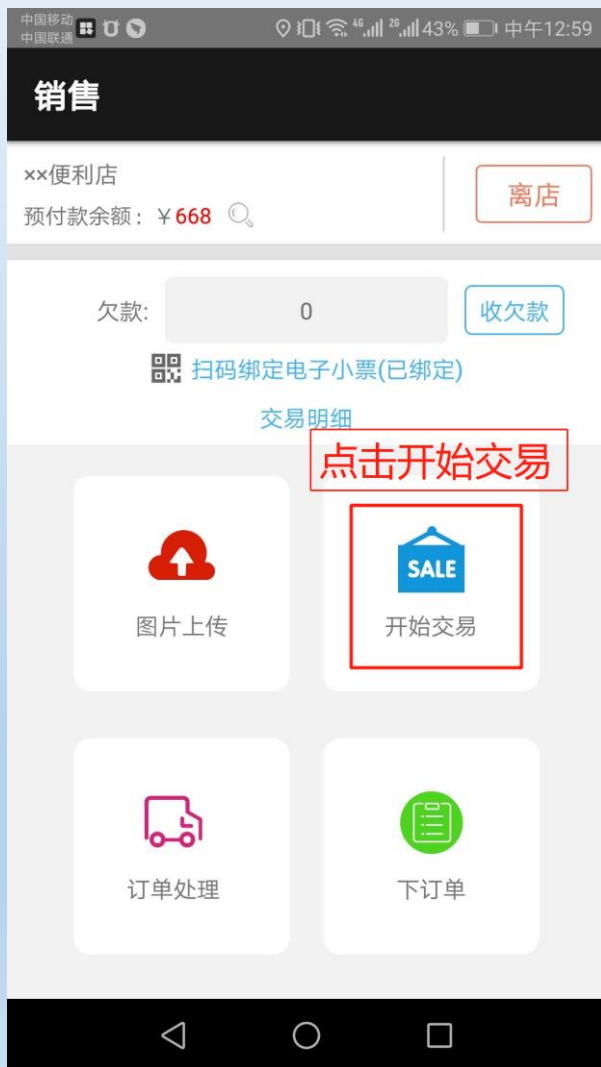 中国移动
中国联通
4G 2G 43% 中午12:59
销售
××便利店
预付款余额：￥668
离店
欠款: 0 收欠款
扫码绑定电子小票(已绑定)
交易明细
点击开始交易
SALE
图片上传 开始交易
订单处理 下订单